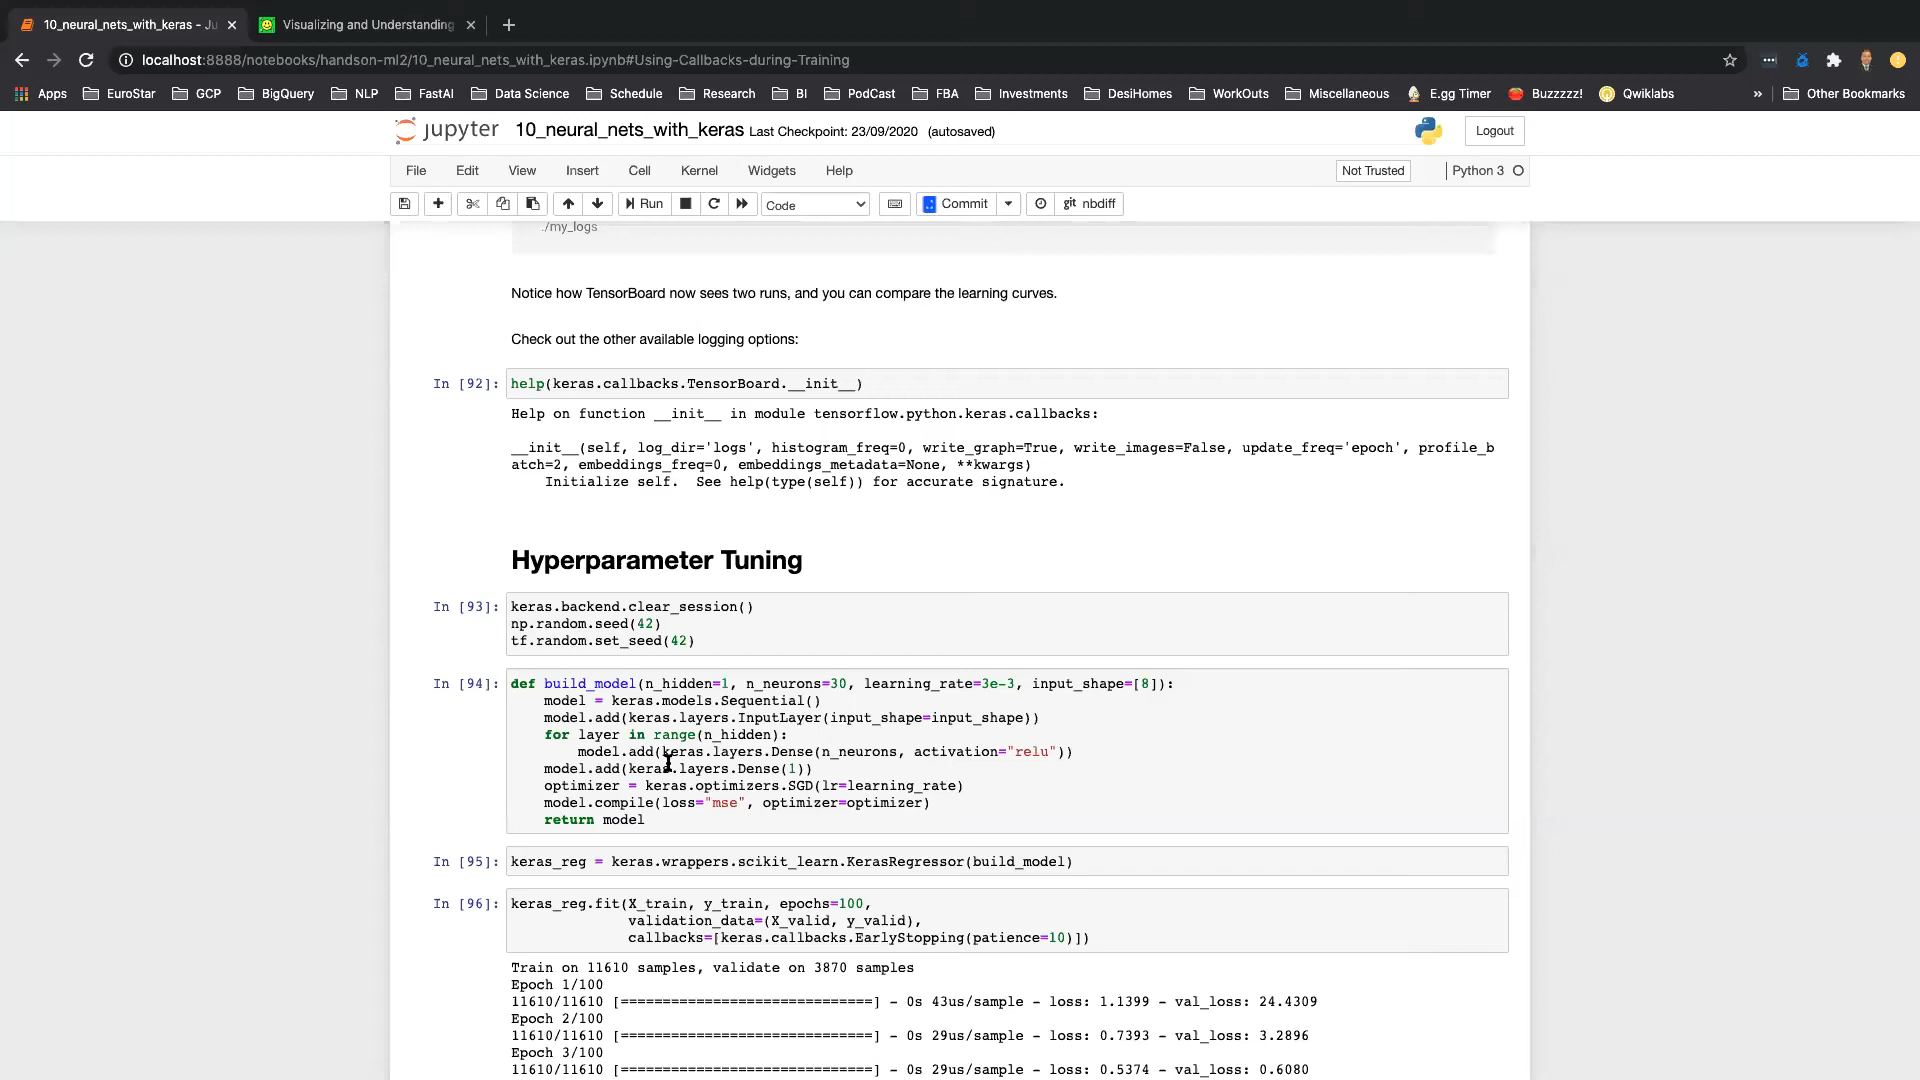 10_neural_nets_with_keras - Ju
Visualizing and Understanding
localhost:8888/notebooks/handson-ml2/10_neural_nets_with_keras.ipynb#Using-Callbacks-during-Training
Apps EuroStar GCP BigQuery NLP FastAI Data Science Schedule Research BI PodCast FBA Investments DesiHomes WorkOuts Miscellaneous E.gg Timer Buzzzzz! Qwiklabs » Other Bookmarks
jupyter 10_neural_nets_with_keras Last Checkpoint: 23/09/2020 (autosaved) Logout
File Edit View Insert Cell Kernel Widgets Help Not Trusted Python 3
Run Code Commit git nbdiff
./my_logs
Notice how TensorBoard now sees two runs, and you can compare the learning curves.
Check out the other available logging options:
In [92]: help(keras.callbacks.TensorBoard.__init__)
Help on function __init__ in module tensorflow.python.keras.callbacks:
__init__(self, log_dir='logs', histogram_freq=0, write_graph=True, write_images=False, update_freq='epoch', profile_b
atch=2, embeddings_freq=0, embeddings_metadata=None, **kwargs)
Initialize self.  See help(type(self)) for accurate signature.
Hyperparameter Tuning
In [93]: keras.backend.clear_session()
np.random.seed(42)
tf.random.set_seed(42)
In [94]: def build_model(n_hidden=1, n_neurons=30, learning_rate=3e-3, input_shape=[8]):
model = keras.models.Sequential()
model.add(keras.layers.InputLayer(input_shape=input_shape))
for layer in range(n_hidden):
model.add(keras.layers.Dense(n_neurons, activation="relu"))
model.add(keras.layers.Dense(1))
optimizer = keras.optimizers.SGD(lr=learning_rate)
model.compile(loss="mse", optimizer=optimizer)
return model
In [95]: keras_reg = keras.wrappers.scikit_learn.KerasRegressor(build_model)
In [96]: keras_reg.fit(X_train, y_train, epochs=100,
validation_data=(X_valid, y_valid),
callbacks=[keras.callbacks.EarlyStopping(patience=10)])
Train on 11610 samples, validate on 3870 samples
Epoch 1/100
11610/11610 [==============================] - 0s 43us/sample - loss: 1.1399 - val_loss: 24.4309
Epoch 2/100
11610/11610 [==============================] - 0s 29us/sample - loss: 0.7393 - val_loss: 3.2896
Epoch 3/100
11610/11610 [==============================] - 0s 29us/sample - loss: 0.5374 - val_loss: 0.6080